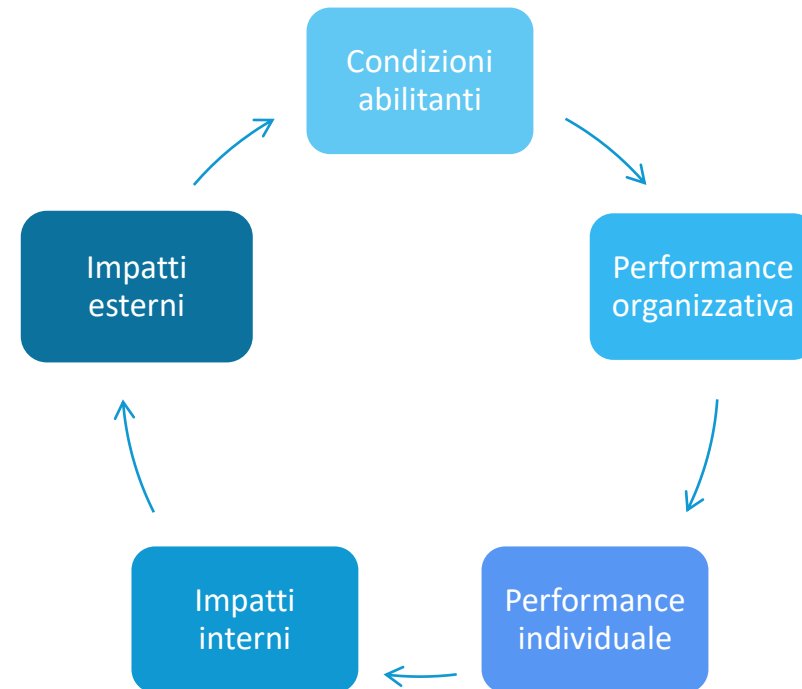 Condizioni
abilitanti
Performance
organizzativa
Performance
individuale
Impatti
interni
Impatti
esterni